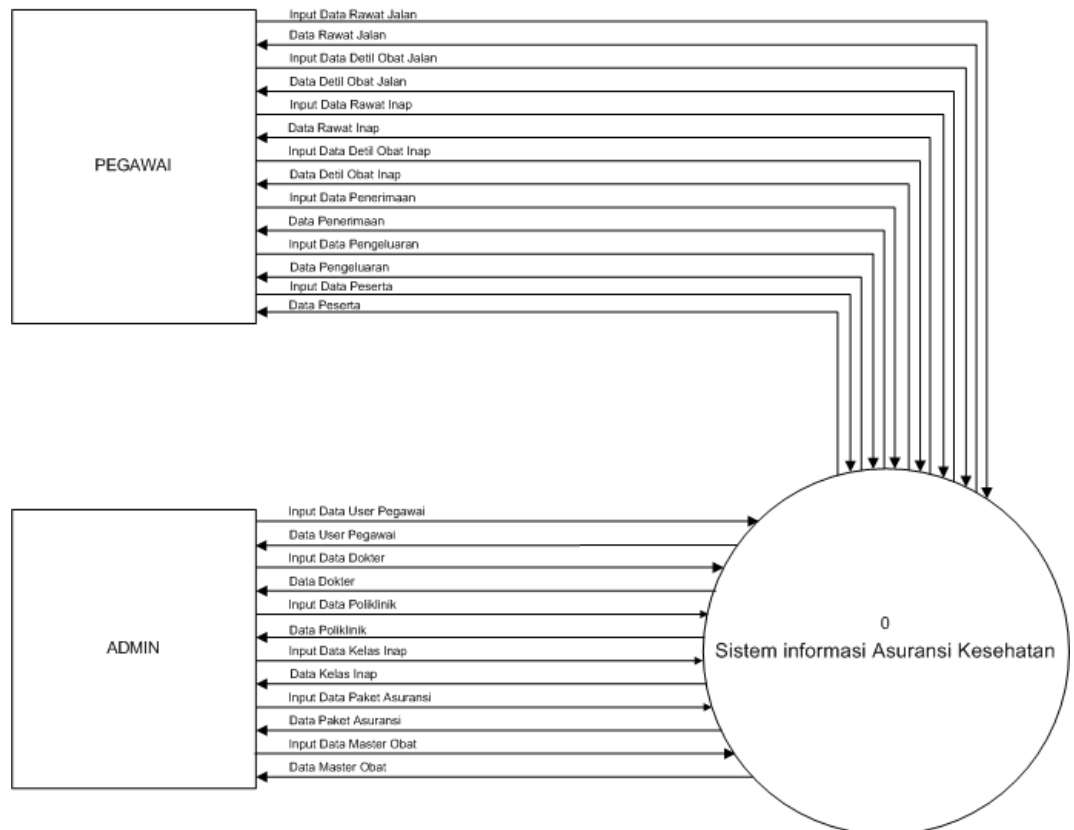 Input Data Rawat Jalan
Data Rawat Jalan
Input Data Detil Obat Jalan
Data Detil Obat Jalan
Input Data Rawat Inap
Data Rawat Inap
PEGAWAI
Input Data Detil Obat Inap
Data Detil Obat Inap
Input Data Penerimaan
Data Penerimaan
Input Data Pengeluaran
Data Pengeluaran
Input Data Peserta
Data Peserta
Input Data User Pegawai
Data User Pegawai
Input Data Dokter
Data Dokter
Input Data Poliklinik
Data Poliklinik
ADMIN
Input Data Kelas Inap
Data Kelas Inap
Input Data Paket Asuransi
Data Paket Asuransi
Input Data Master Obat
Data Master Obat
0
Sistem informasi Asuransi Kesehatan